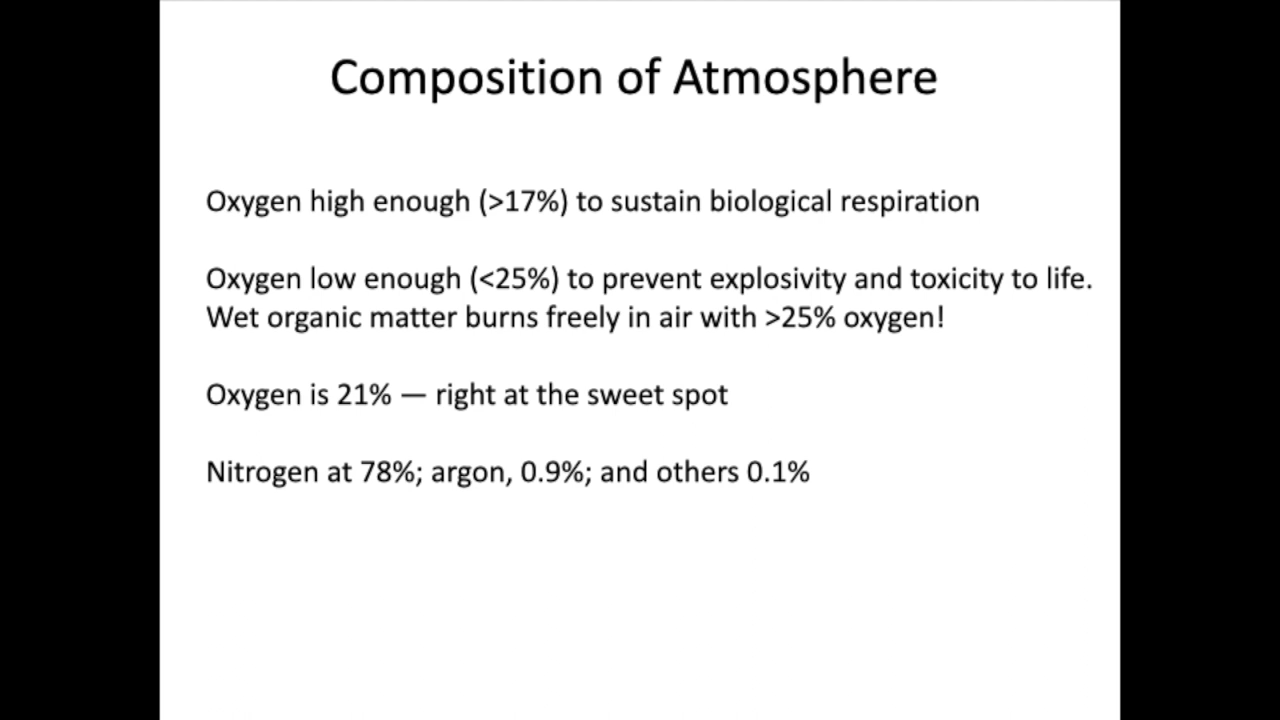 Composition of Atmosphere
Oxygen high enough (>17%) to sustain biological respiration
Oxygen low enough (<25%) to prevent explosivity and toxicity to life.
Wet organic matter burns freely in air with >25% oxygen!
Oxygen is 21% — right at the sweet spot
Nitrogen at 78%; argon, 0.9%; and others 0.1%